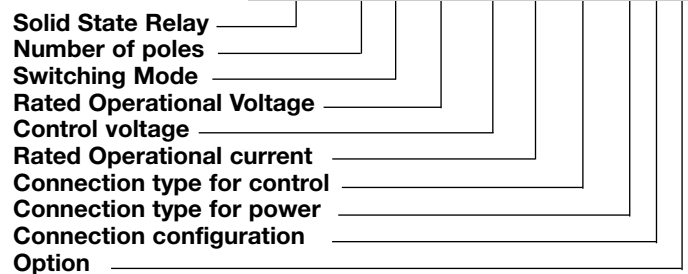 Solid State Relay
Number of poles
Switching Mode
Rated Operational Voltage
Control voltage
Rated Operational current
Connection type for control
Connection type for power
Connection configuration
Option